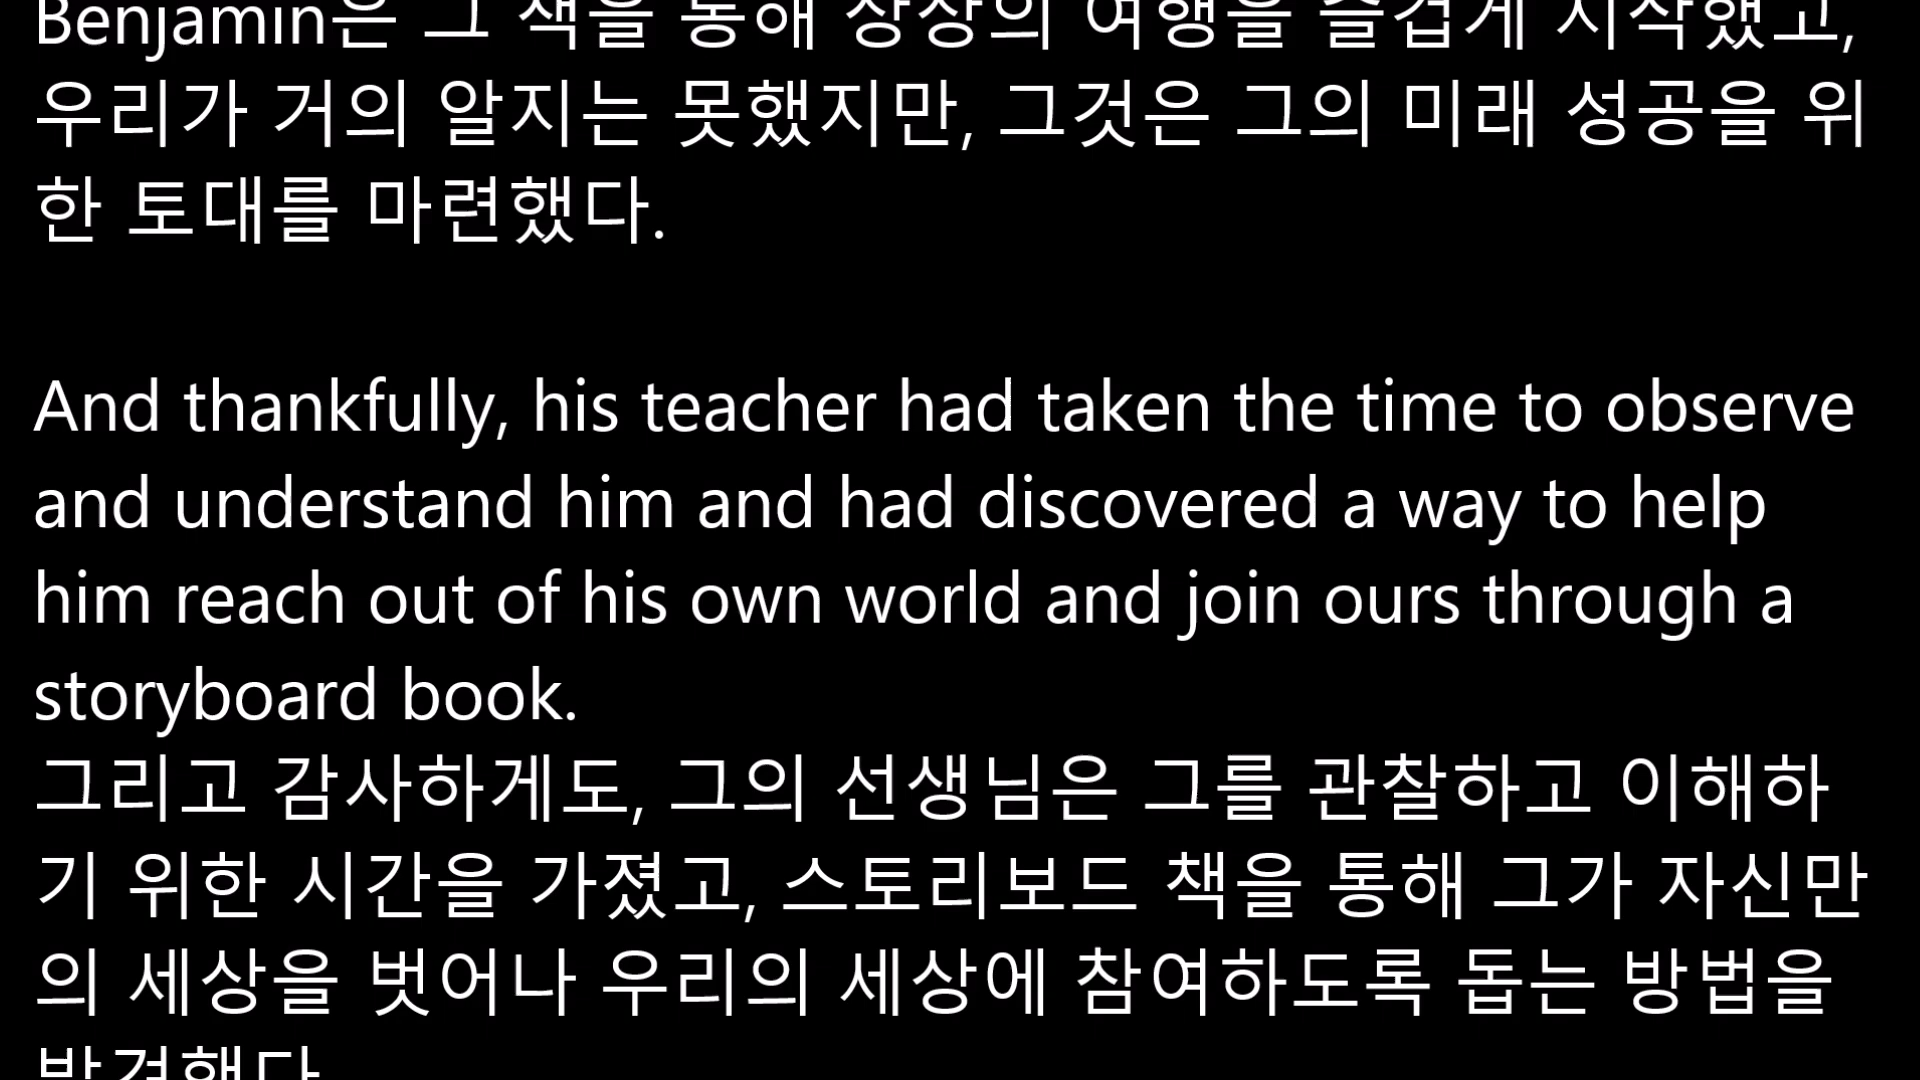 Benjamin은 그 책을 통해 상상의 여행을 즐겁게 시작했고,
우리가 거의 알지는 못했지만, 그것은 그의 미래 성공을 위
한 토대를 마련했다.
And thankfully, his teacher had taken the time to observe
and understand him and had discovered a way to help
him reach out of his own world and join ours through a
storyboard book.
그리고 감사하게도, 그의 선생님은 그를 관찰하고 이해하
기 위한 시간을 가졌고, 스토리보드 책을 통해 그가 자신만
의 세상을 벗어나 우리의 세상에 참여하도록 돕는 방법을
발견했다